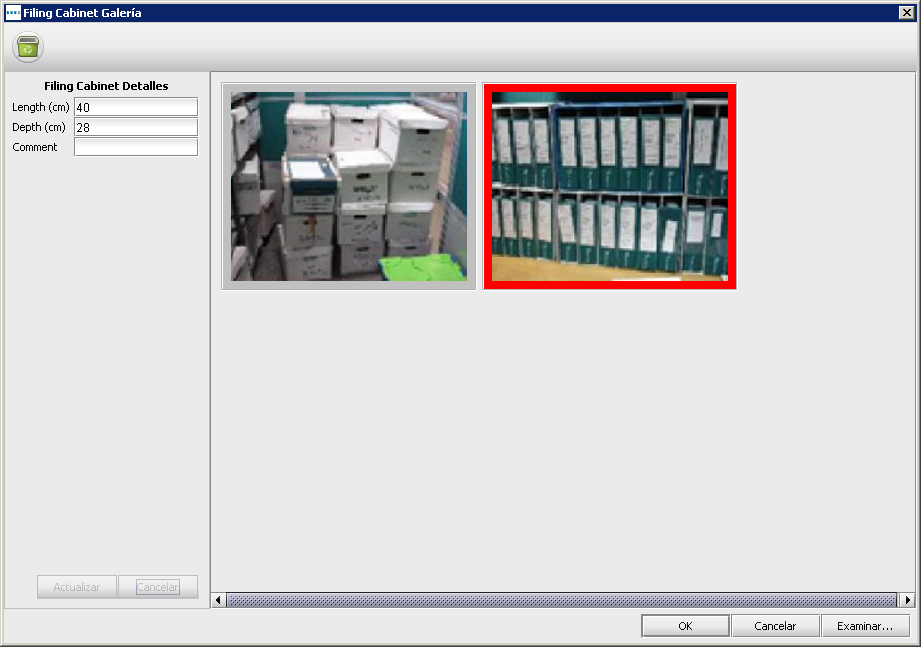 Filing Cabinet Galería
Filing Cabinet Detalles
Length (cm) 40
Depth (cm) 28
Comment
Actualizar Cancelar
OK Cancelar Examinar...